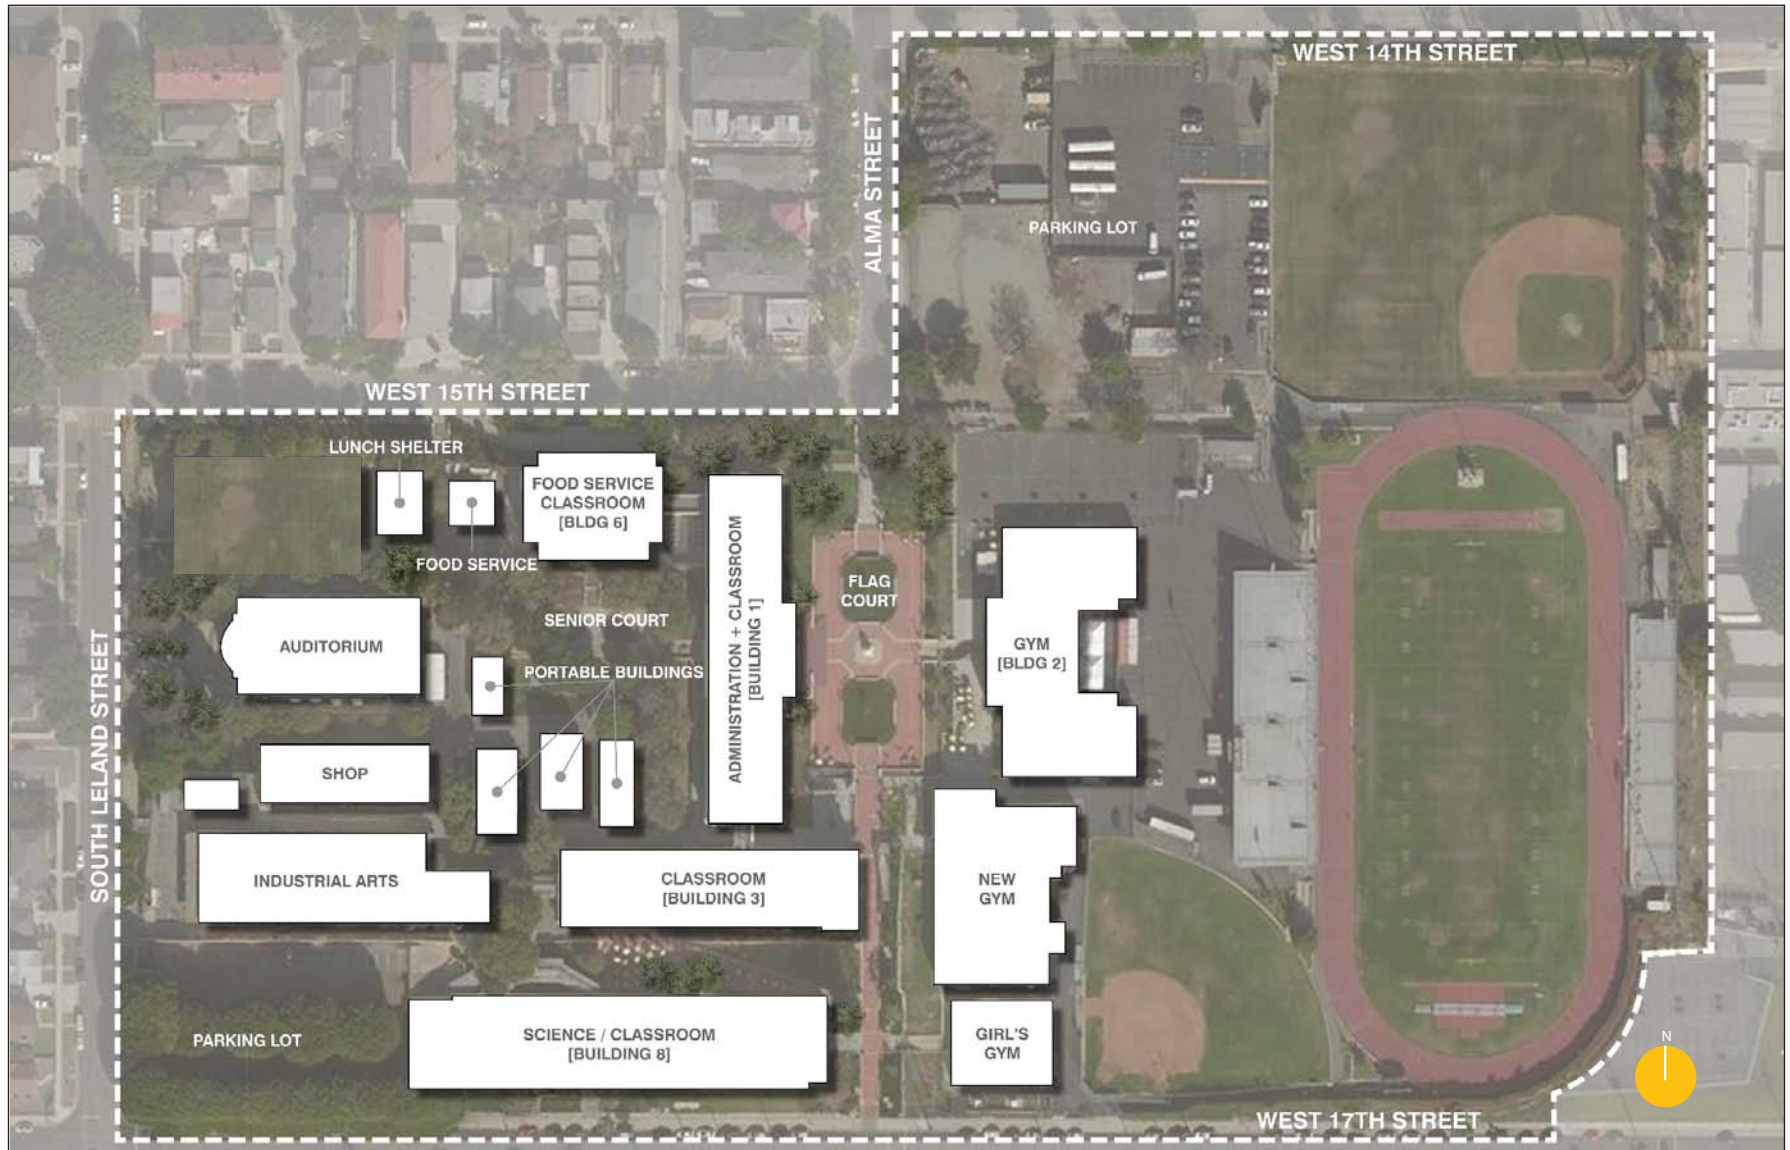 WEST 14TH STREET
ALMA STREET
PARKING LOT
WEST 15TH STREET
LUNCH SHELTER
FOOD SERVICE
CLASSROOM
[BLDG 6]
FOOD SERVICE
ADMINISTRATION + CLASSROOM
[BUILDING 1]
FLAG
COURT
SENIOR COURT
AUDITORIUM
GYM
[BLDG 2]
PORTABLE BUILDINGS
SOUTH LELAND STREET
SHOP
INDUSTRIAL ARTS
CLASSROOM
[BUILDING 3]
NEW
GYM
PARKING LOT
SCIENCE / CLASSROOM
[BUILDING 8]
GIRL'S
GYM
N
WEST 17TH STREET